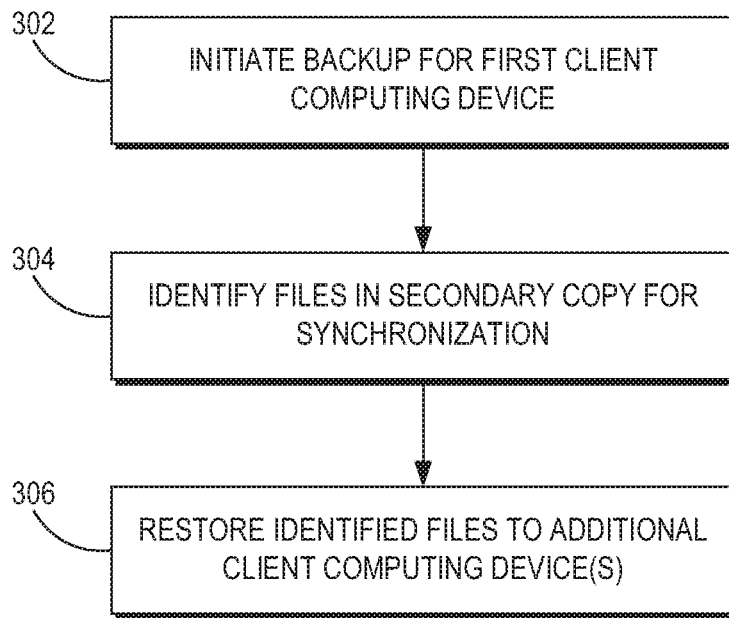 302
INITIATE BACKUP FOR FIRST CLIENT
COMPUTING DEVICE
304
IDENTIFY FILES IN SECONDARY COPY FOR
SYNCHRONIZATION
306
RESTORE IDENTIFIED FILES TO ADDITIONAL
CLIENT COMPUTING DEVICE(S)